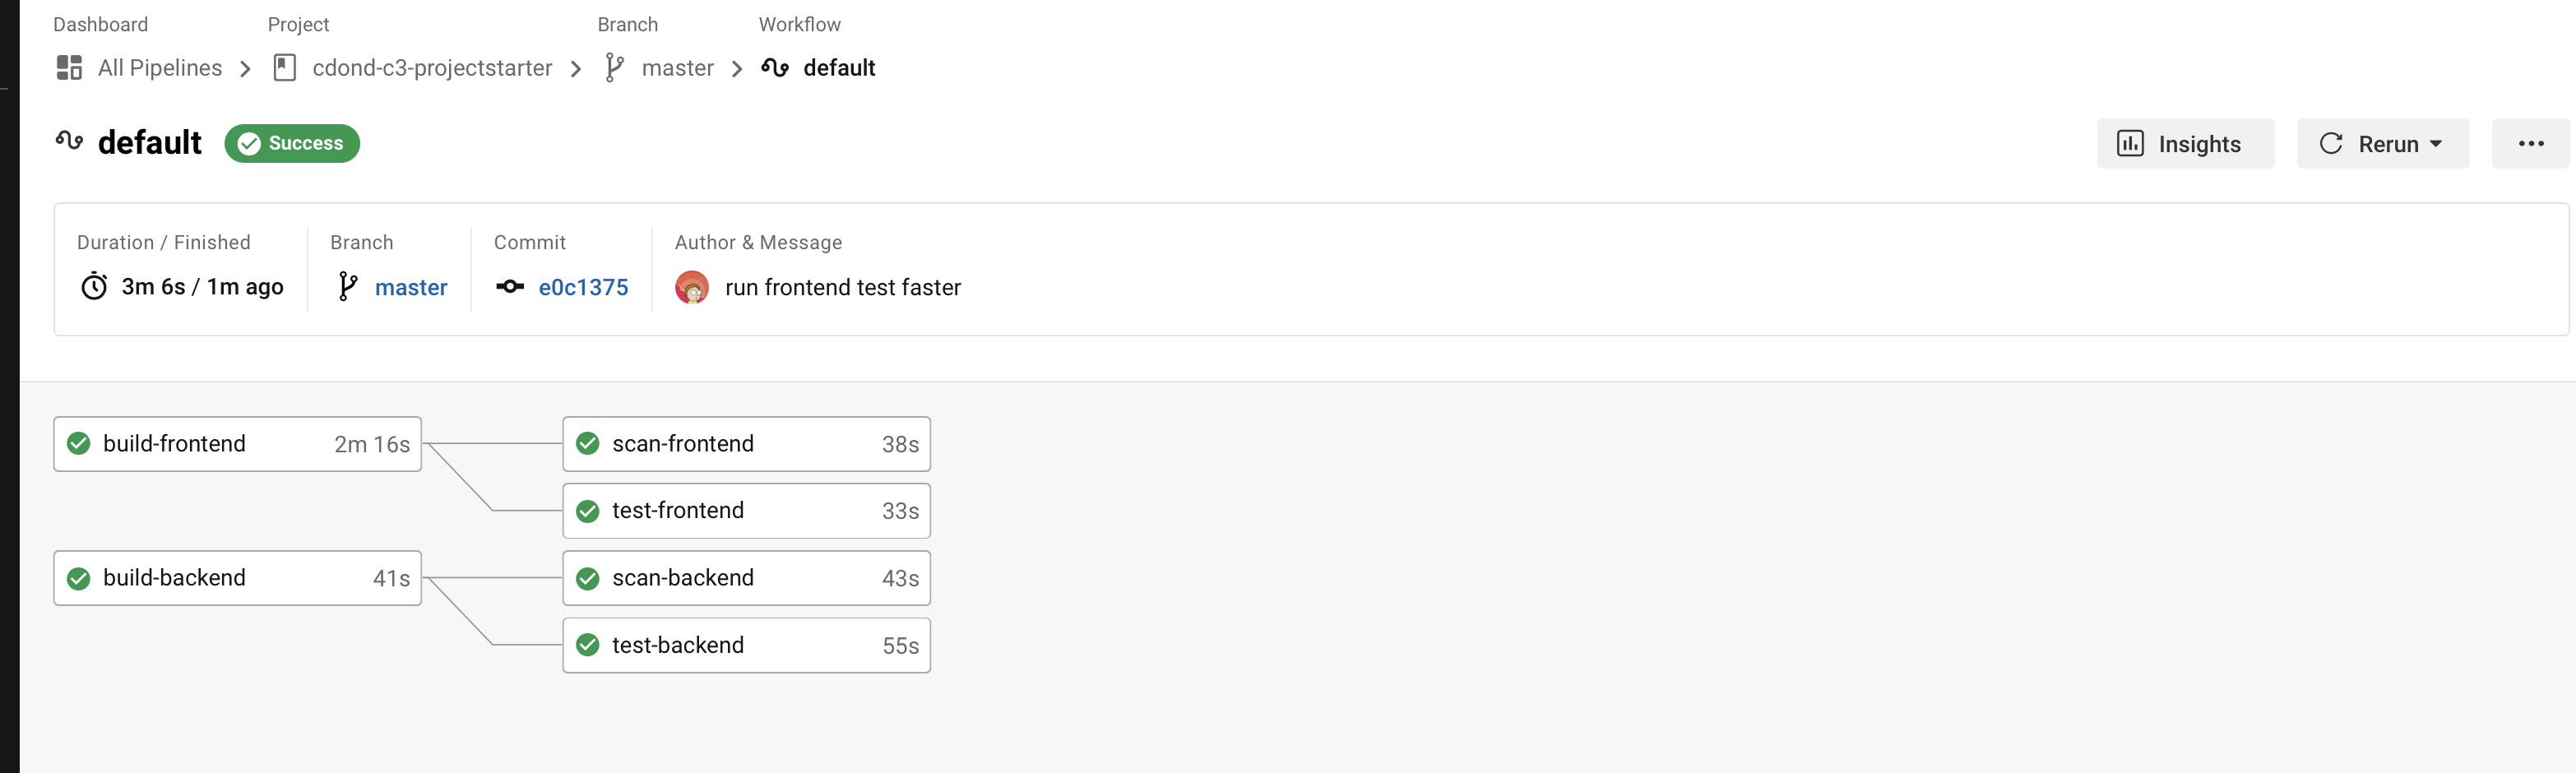 Dashboard Project Branch Workflow
All Pipelines cdond-c3-projectstarter master default
default Success Insights Rerun
Duration / Finished Branch Commit Author & Message
3m 6s / 1m ago master e0c1375 run frontend test faster
build-frontend 2m 16s scan-frontend 38s
test-frontend 33s
build-backend 41s scan-backend 43s
test-backend 55s